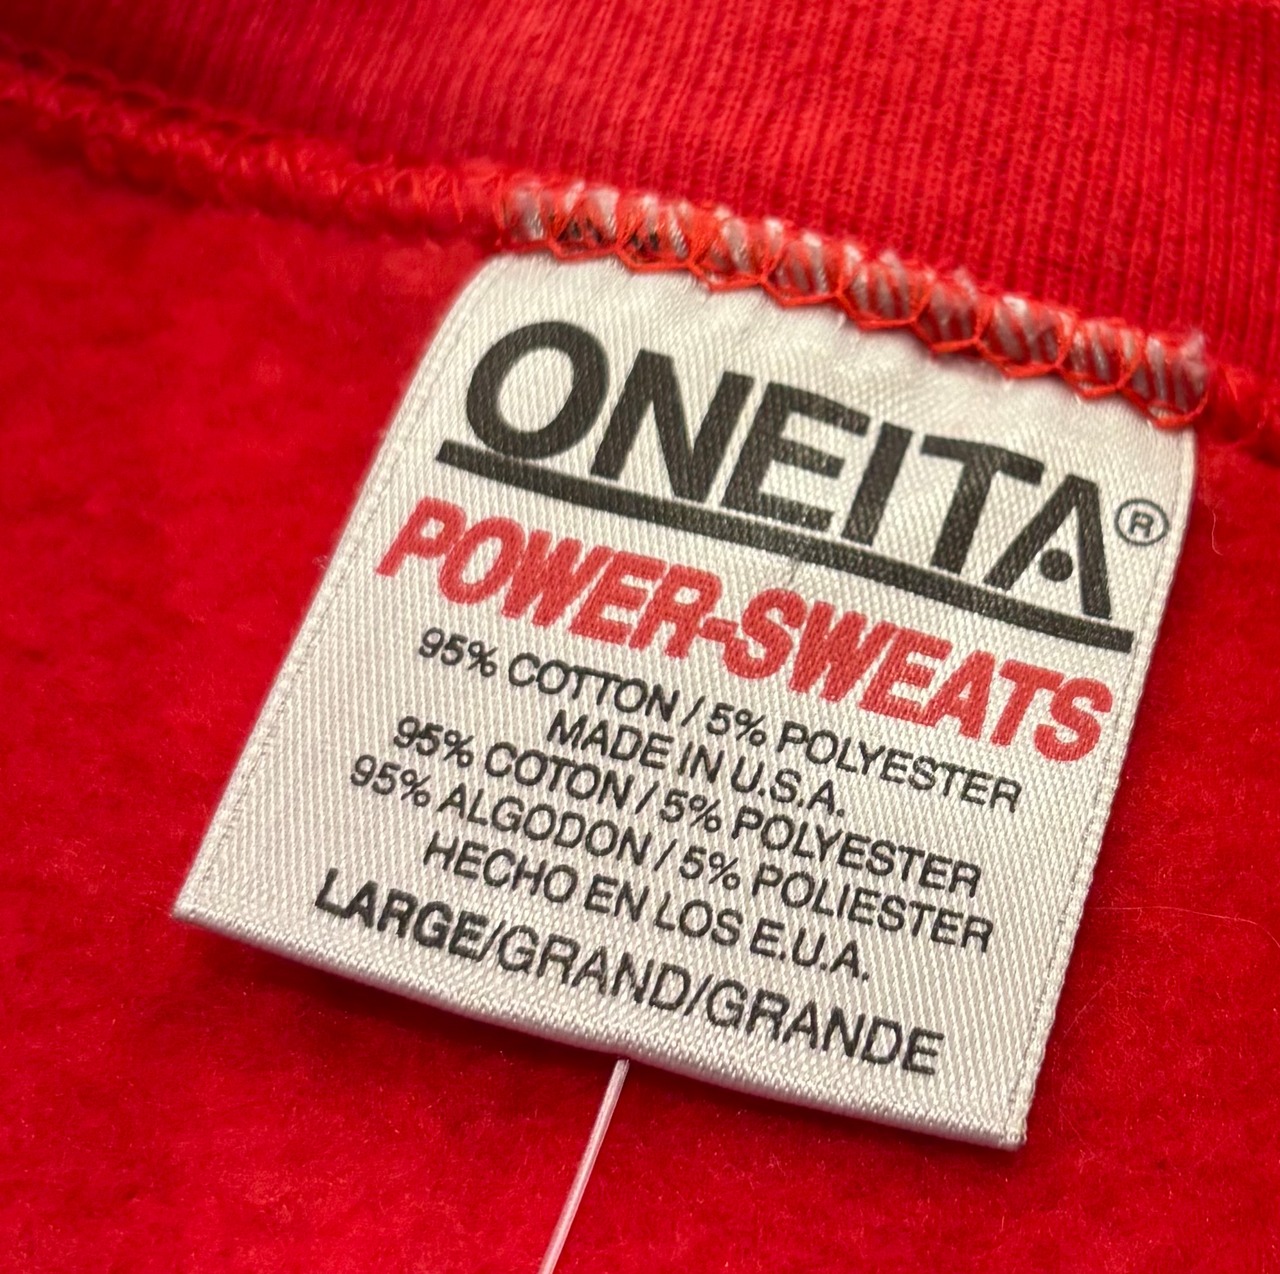 ONEITA®
POWER-SWEATS
95% COTTON / 5% POLYESTER
MADE IN U.S.A.
95% COTON / 5% POLYESTER
95% ALGODON / 5% POLIESTER
HECHO EN LOS E.U.A.
LARGE/GRAND/GRANDE